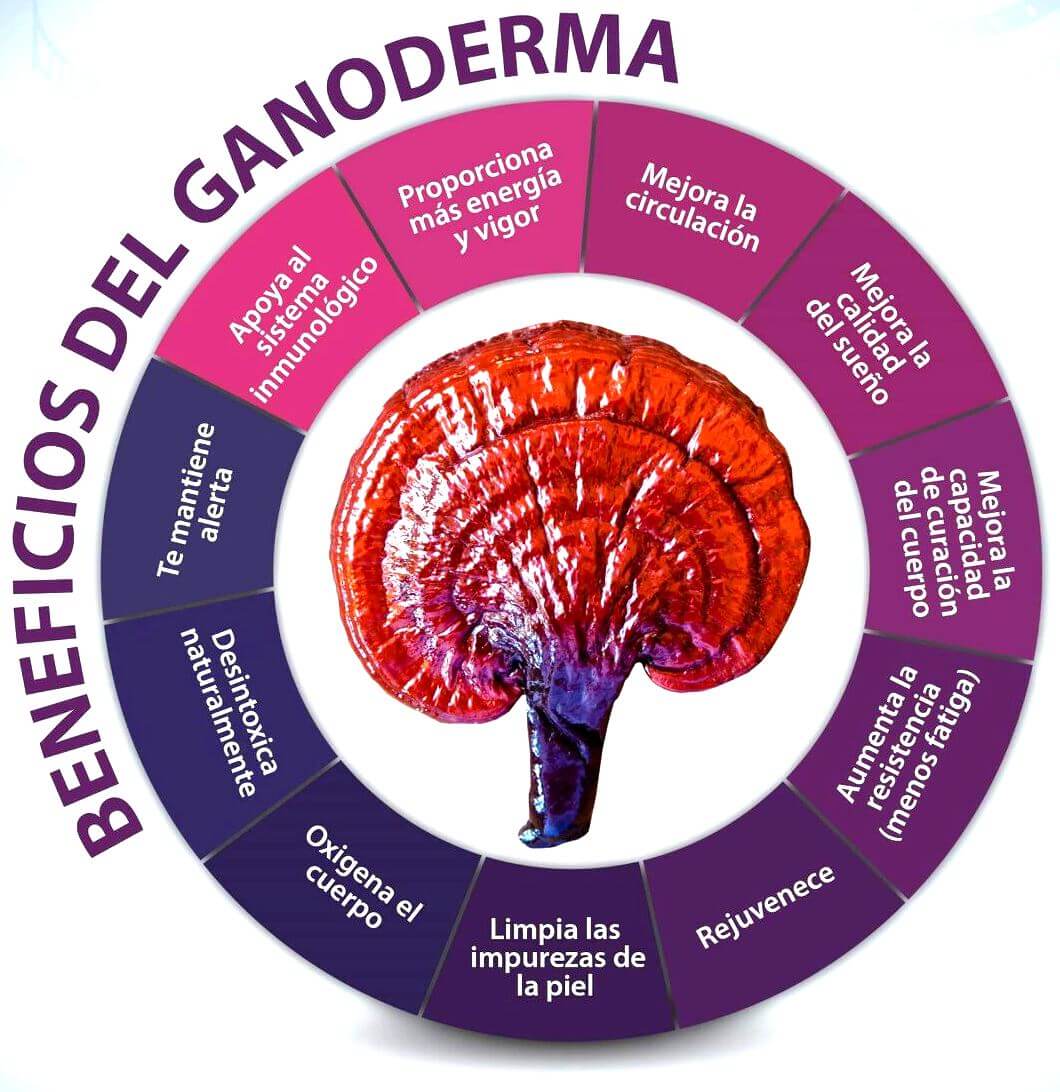 BENEFICIOS DEL GANODERMA
Proporciona
más energía
y vigor
Mejora la
circulación
Mejora la
calidad
del sueño
Mejora la
capacidad
de curación
del cuerpo
Aumenta la
resistencia
(menos fatiga)
Rejuvenece
Limpia las
impurezas de
la piel
Oxigena el
cuerpo
Desintoxica
naturalmente
Te mantiene
alerta
Apoya al
sistema
inmunológico